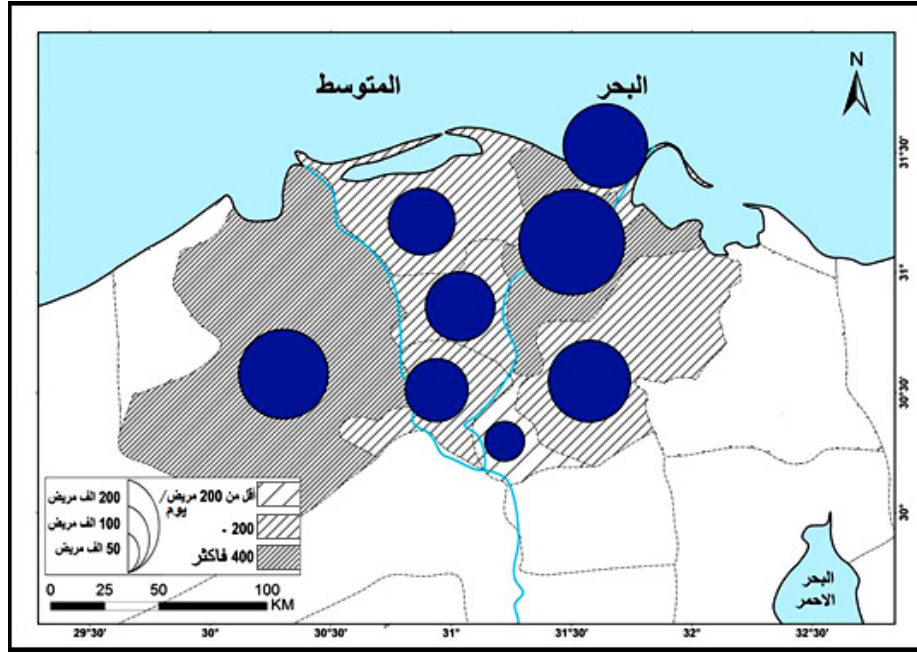 المتوسط
البحر
N
31°30'
31°
30°30'
30°
200 الف مريض
100 الف مريض
50 الف مريض
أقل من 200 مريض/
يوم
200 -
400 فاكثر
0 25 50 100
KM
البحر
الاحمر
29°30' 30° 30°30' 31° 31°30' 32° 32°30'